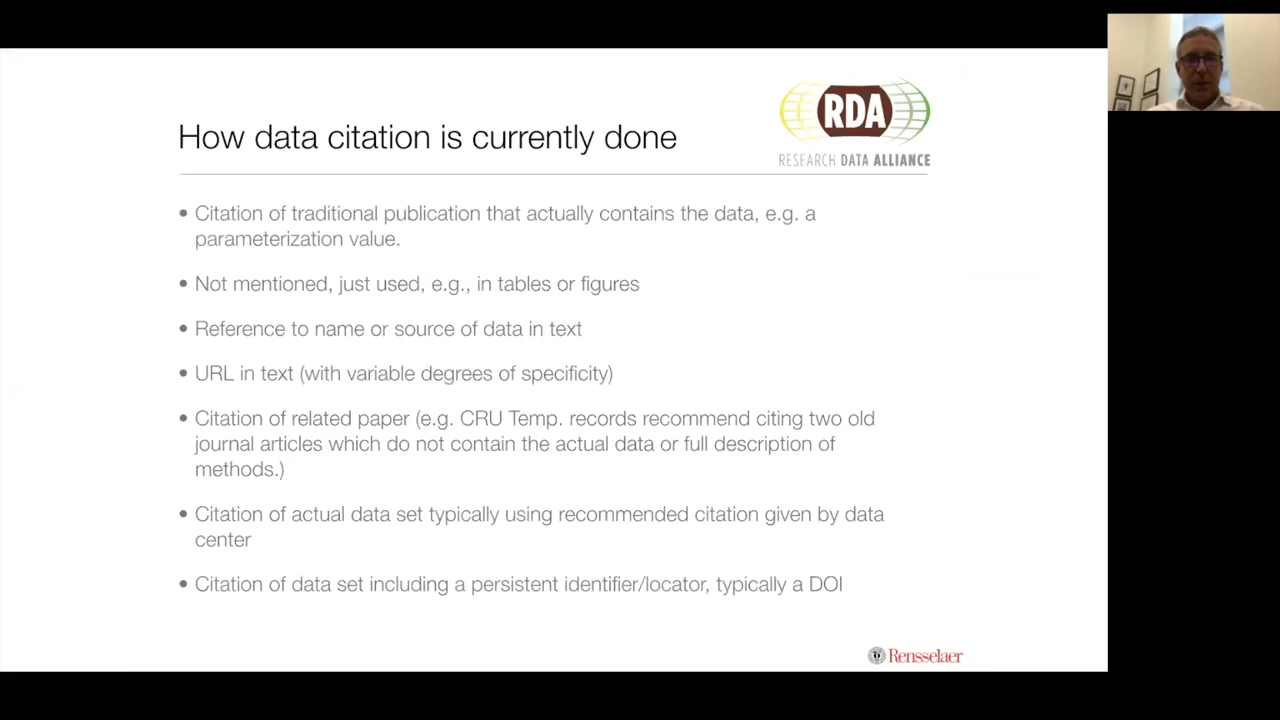 RDA
RESEARCH DATA ALLIANCE
How data citation is currently done
• Citation of traditional publication that actually contains the data, e.g. a
parameterization value.
• Not mentioned, just used, e.g., in tables or figures
• Reference to name or source of data in text
• URL in text (with variable degrees of specificity)
• Citation of related paper (e.g. CRU Temp. records recommend citing two old
journal articles which do not contain the actual data or full description of
methods.)
• Citation of actual data set typically using recommended citation given by data
center
• Citation of data set including a persistent identifier/locator, typically a DOI
Rensselaer